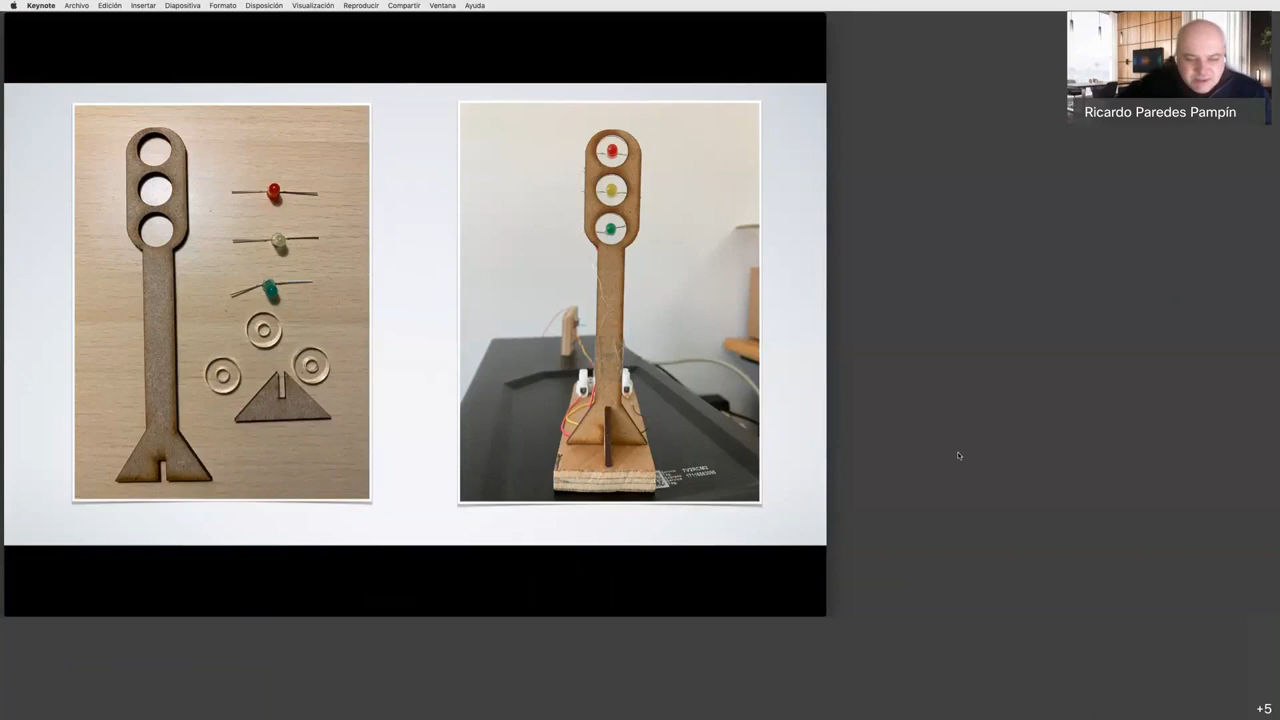 Keynote Archivo Edición Insertar Diapositiva Formato Disposición Visualización Reproducir Compartir Ventana Ayuda
Ricardo Paredes Pampín
+5